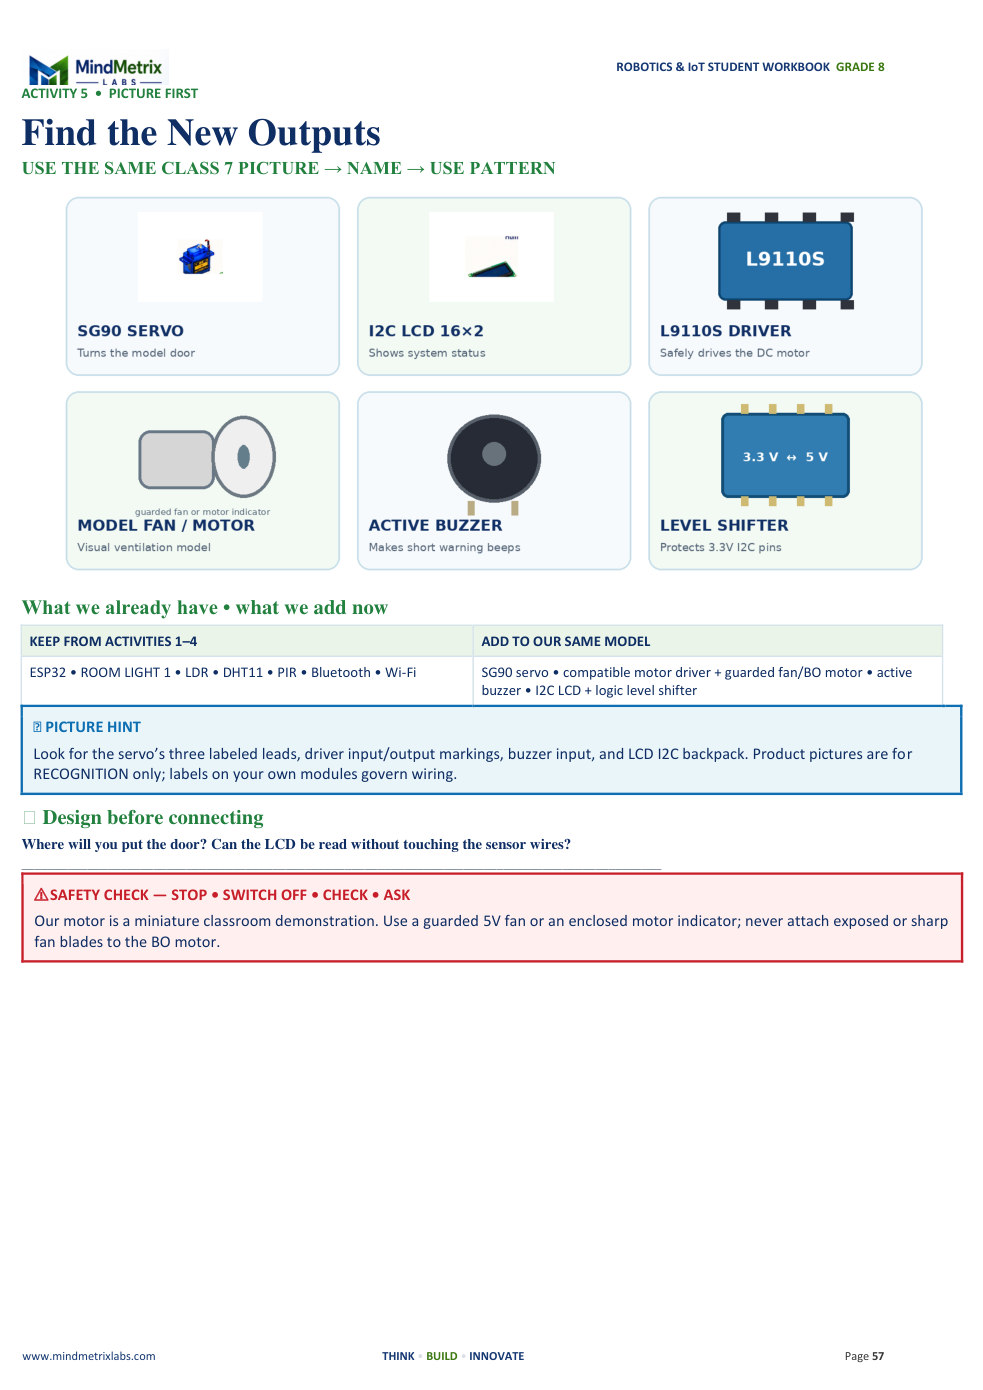 MindMetrix
LABS
ROBOTICS & IoT STUDENT WORKBOOK GRADE 8
ACTIVITY 5 • PICTURE FIRST
Find the New Outputs
USE THE SAME CLASS 7 PICTURE → NAME → USE PATTERN
SG90 SERVO
Turns the model door
I2C LCD 16×2
Shows system status
L9110S
L9110S DRIVER
Safely drives the DC motor
guarded fan or motor indicator
MODEL FAN / MOTOR
Visual ventilation model
ACTIVE BUZZER
Makes short warning beeps
3.3 V ↔ 5 V
LEVEL SHIFTER
Protects 3.3V I2C pins
What we already have • what we add now
KEEP FROM ACTIVITIES 1–4
ADD TO OUR SAME MODEL
ESP32 • ROOM LIGHT 1 • LDR • DHT11 • PIR • Bluetooth • Wi-Fi
SG90 servo • compatible motor driver + guarded fan/BO motor • active
buzzer • I2C LCD + logic level shifter
PICTURE HINT
Look for the servo’s three labeled leads, driver input/output markings, buzzer input, and LCD I2C backpack. Product pictures are for
RECOGNITION only; labels on your own modules govern wiring.
Design before connecting
Where will you put the door? Can the LCD be read without touching the sensor wires?
⚠SAFETY CHECK — STOP • SWITCH OFF • CHECK • ASK
Our motor is a miniature classroom demonstration. Use a guarded 5V fan or an enclosed motor indicator; never attach exposed or sharp
fan blades to the BO motor.
www.mindmetrixlabs.com
THINK • BUILD • INNOVATE
Page 57